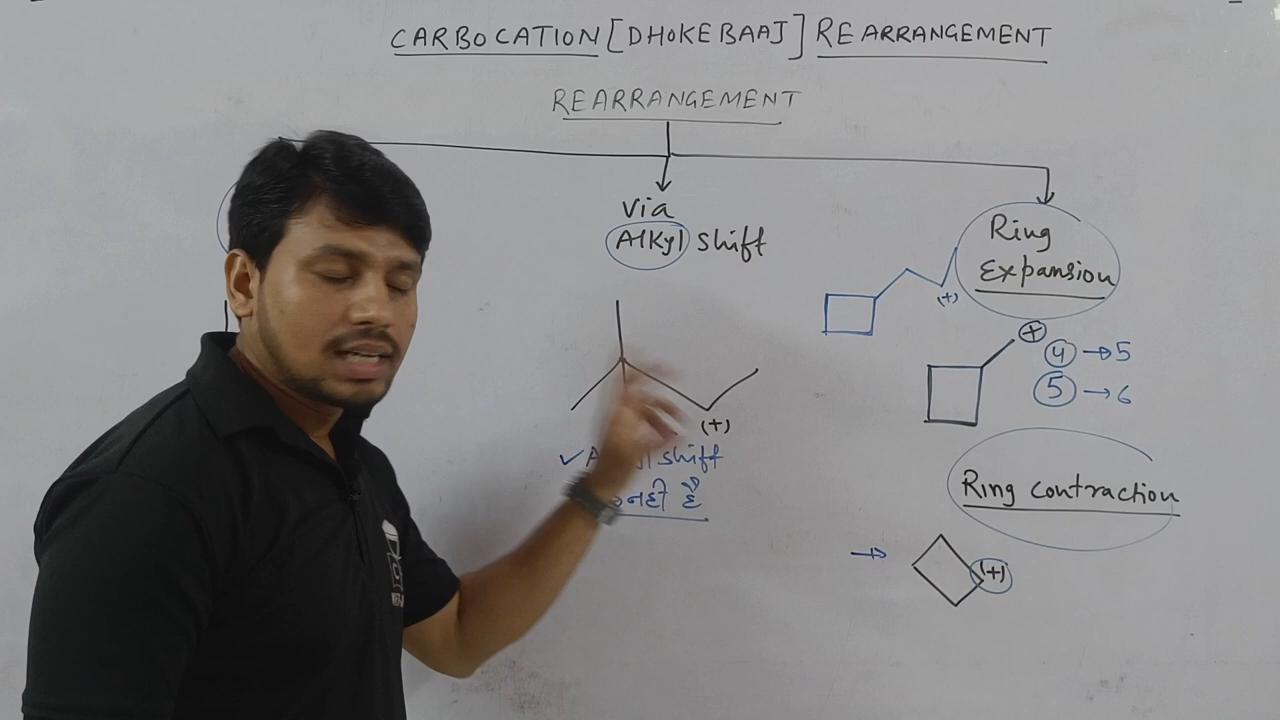 CARBOCATION [DHOKEBAAJ] REARRANGEMENT
REARRANGEMENT
via
Alkyl shift
Ring
Expansion
(+)
+
4 → 5
5 → 6
(+)
✓ shift
नहीं है
Ring contraction
→ (+)